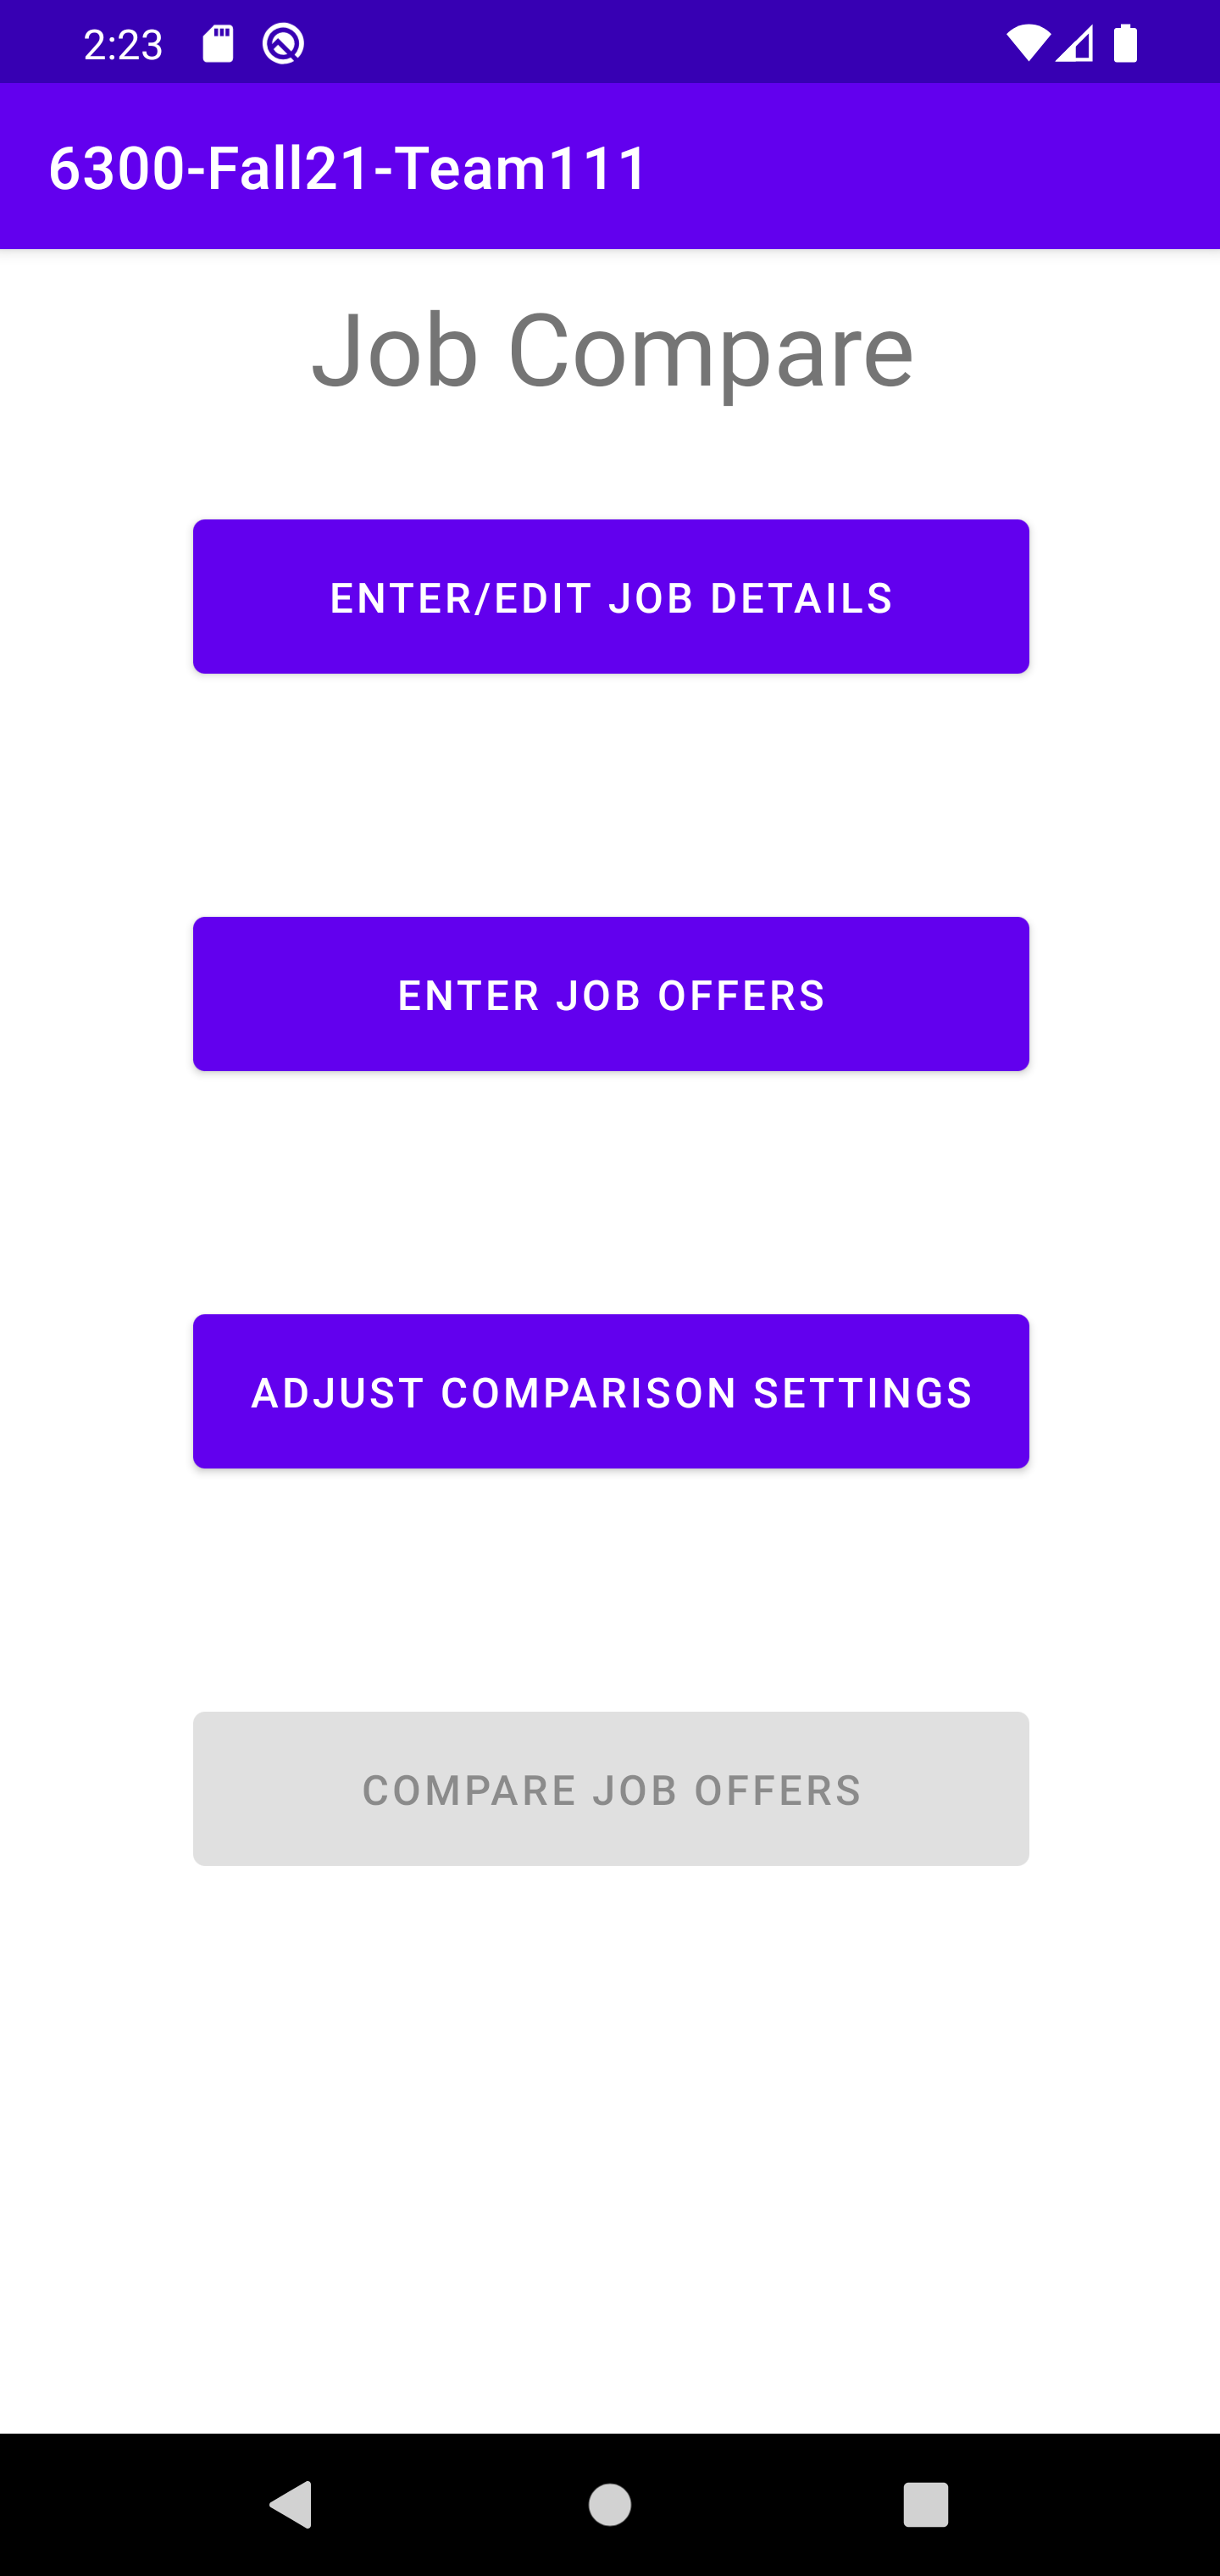 2:23
6300-Fall21-Team111
Job Compare
ENTER/EDIT JOB DETAILS
ENTER JOB OFFERS
ADJUST COMPARISON SETTINGS
COMPARE JOB OFFERS